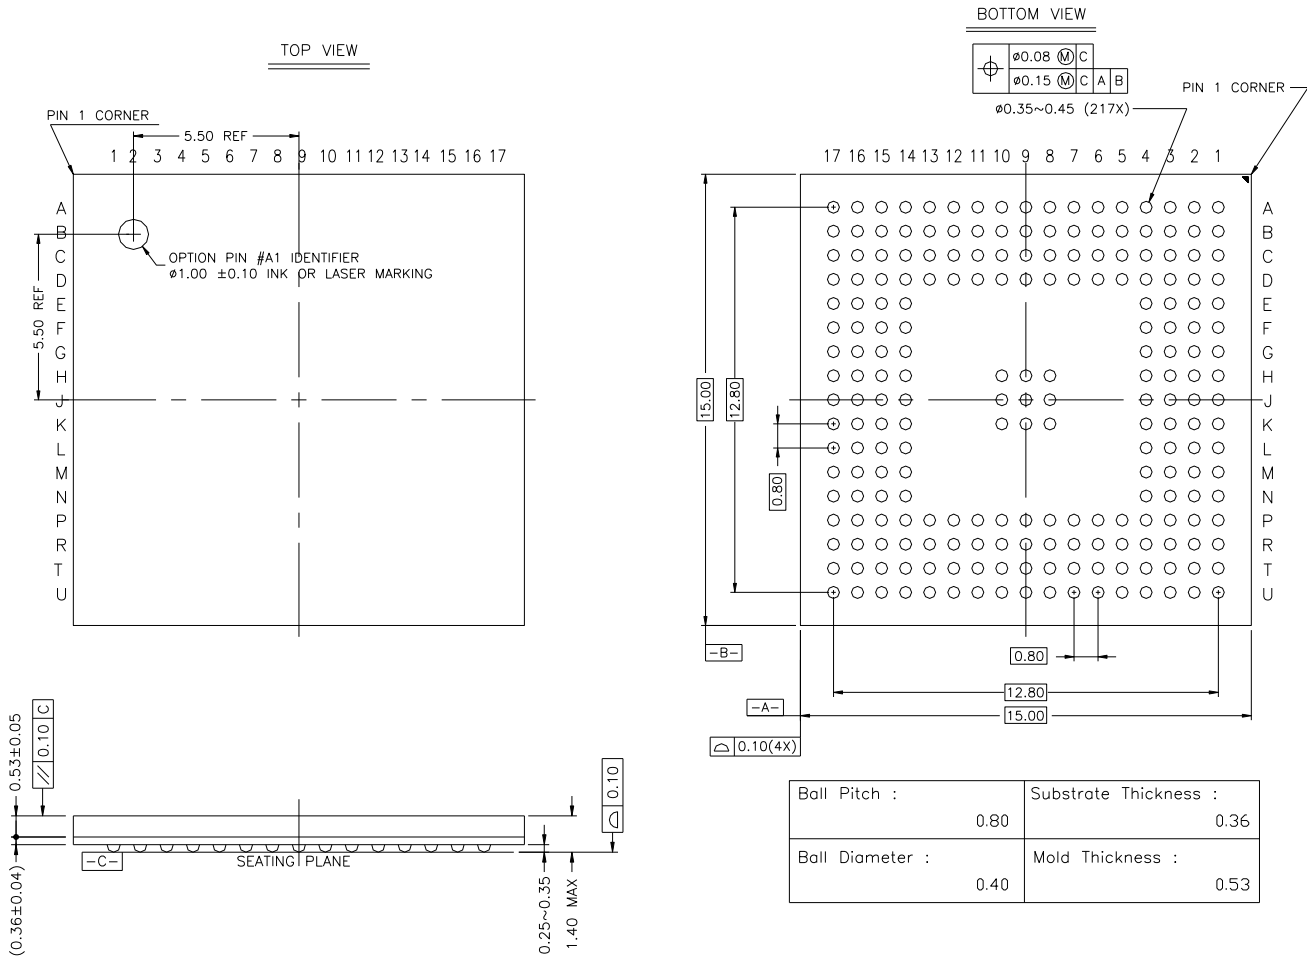 TOP VIEW
PIN 1 CORNER
5.50 REF
1 2 3 4 5 6 7 8 9 10 11 12 13 14 15 16 17
A
B
C
D
E
F
G
H
J
K
L
M
N
P
R
T
U
OPTION PIN #A1 IDENTIFIER
ø1.00 ±0.10 INK OR LASER MARKING
5.50 REF
BOTTOM VIEW
ø0.08 Ⓜ C
ø0.15 Ⓜ C A B
ø0.35~0.45 (217X)
PIN 1 CORNER
17 16 15 14 13 12 11 10 9 8 7 6 5 4 3 2 1
A
B
C
D
E
F
G
H
J
K
L
M
N
P
R
T
U
15.00
12.80
0.80
-B-
0.80
12.80
-A-
15.00
0.10(4X)
0.53±0.05
// 0.10 C
(0.36±0.04)
-C-
SEATING PLANE
0.25~0.35
1.40 MAX
0.10
Ball Pitch :
0.80
Substrate Thickness :
0.36
Ball Diameter :
0.40
Mold Thickness :
0.53